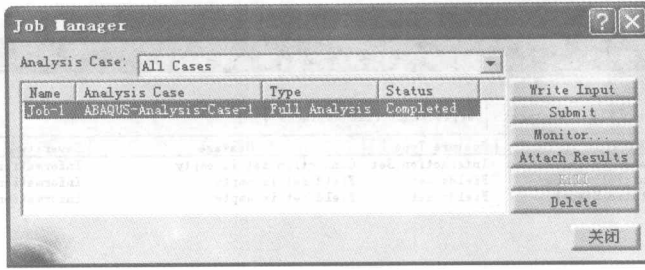 Job Manager
Analysis Case: All Cases
Name Analysis Case Type Status
Job-1 ABAQUS-Analysis-Case-1 Full Analysis Completed
Write Input
Submit
Monitor...
Attach Results
Kill
Delete
关闭